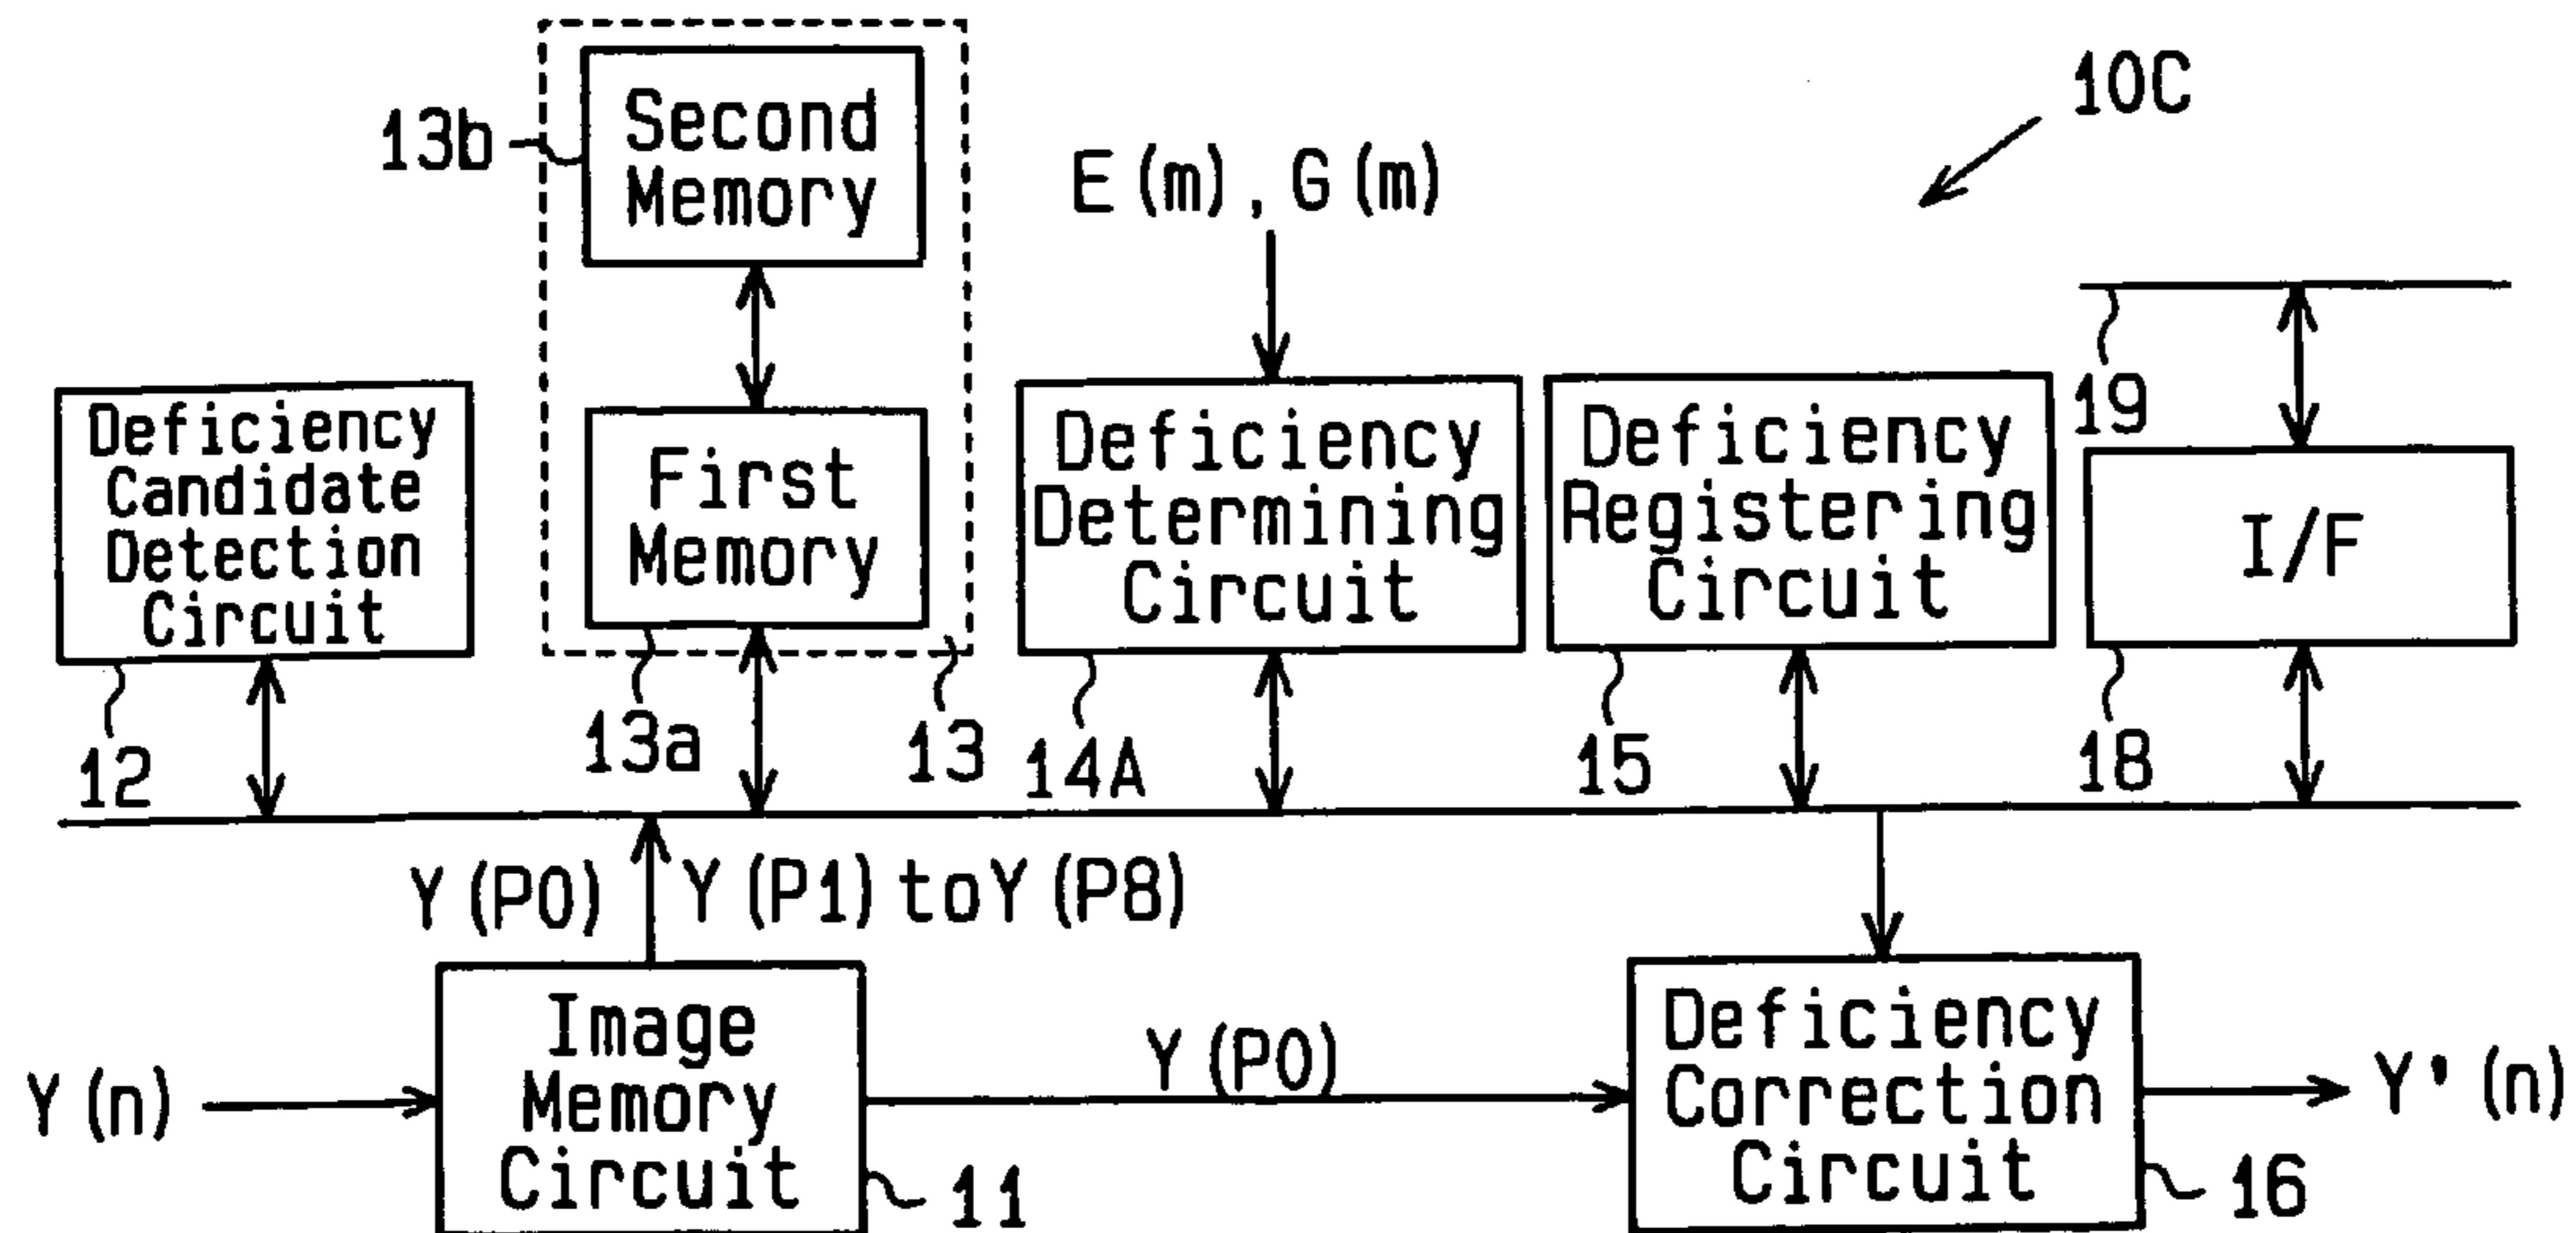 10C
13b
Second
Memory
E(m), G(m)
19
Deficiency
Candidate
Detection
Circuit
First
Memory
Deficiency
Determining
Circuit
Deficiency
Registering
Circuit
I/F
12
13a
13
14A
15
18
Y(P0)
Y(P1) to Y(P8)
Y(n)
Image
Memory
Circuit
11
Y(P0)
Deficiency
Correction
Circuit
16
Y'(n)